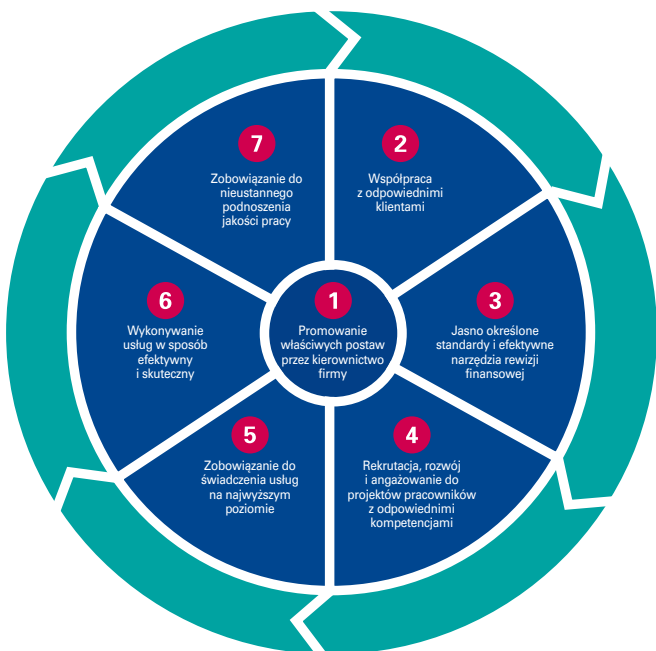 1
Promowanie
właściwych postaw
przez kierownictwo
firmy
2
Współpraca
z odpowiednimi
klientami
3
Jasno określone
standardy i efektywne
narzędzia rewizji
finansowej
4
Rekrutacja, rozwój
i angażowanie do
projektów pracowników
z odpowiednimi
kompetencjami
5
Zobowiązanie do
świadczenia usług
na najwyższym
poziomie
6
Wykonywanie
usług w sposób
efektywny
i skuteczny
7
Zobowiązanie do
nieustannego
podnoszenia
jakości pracy